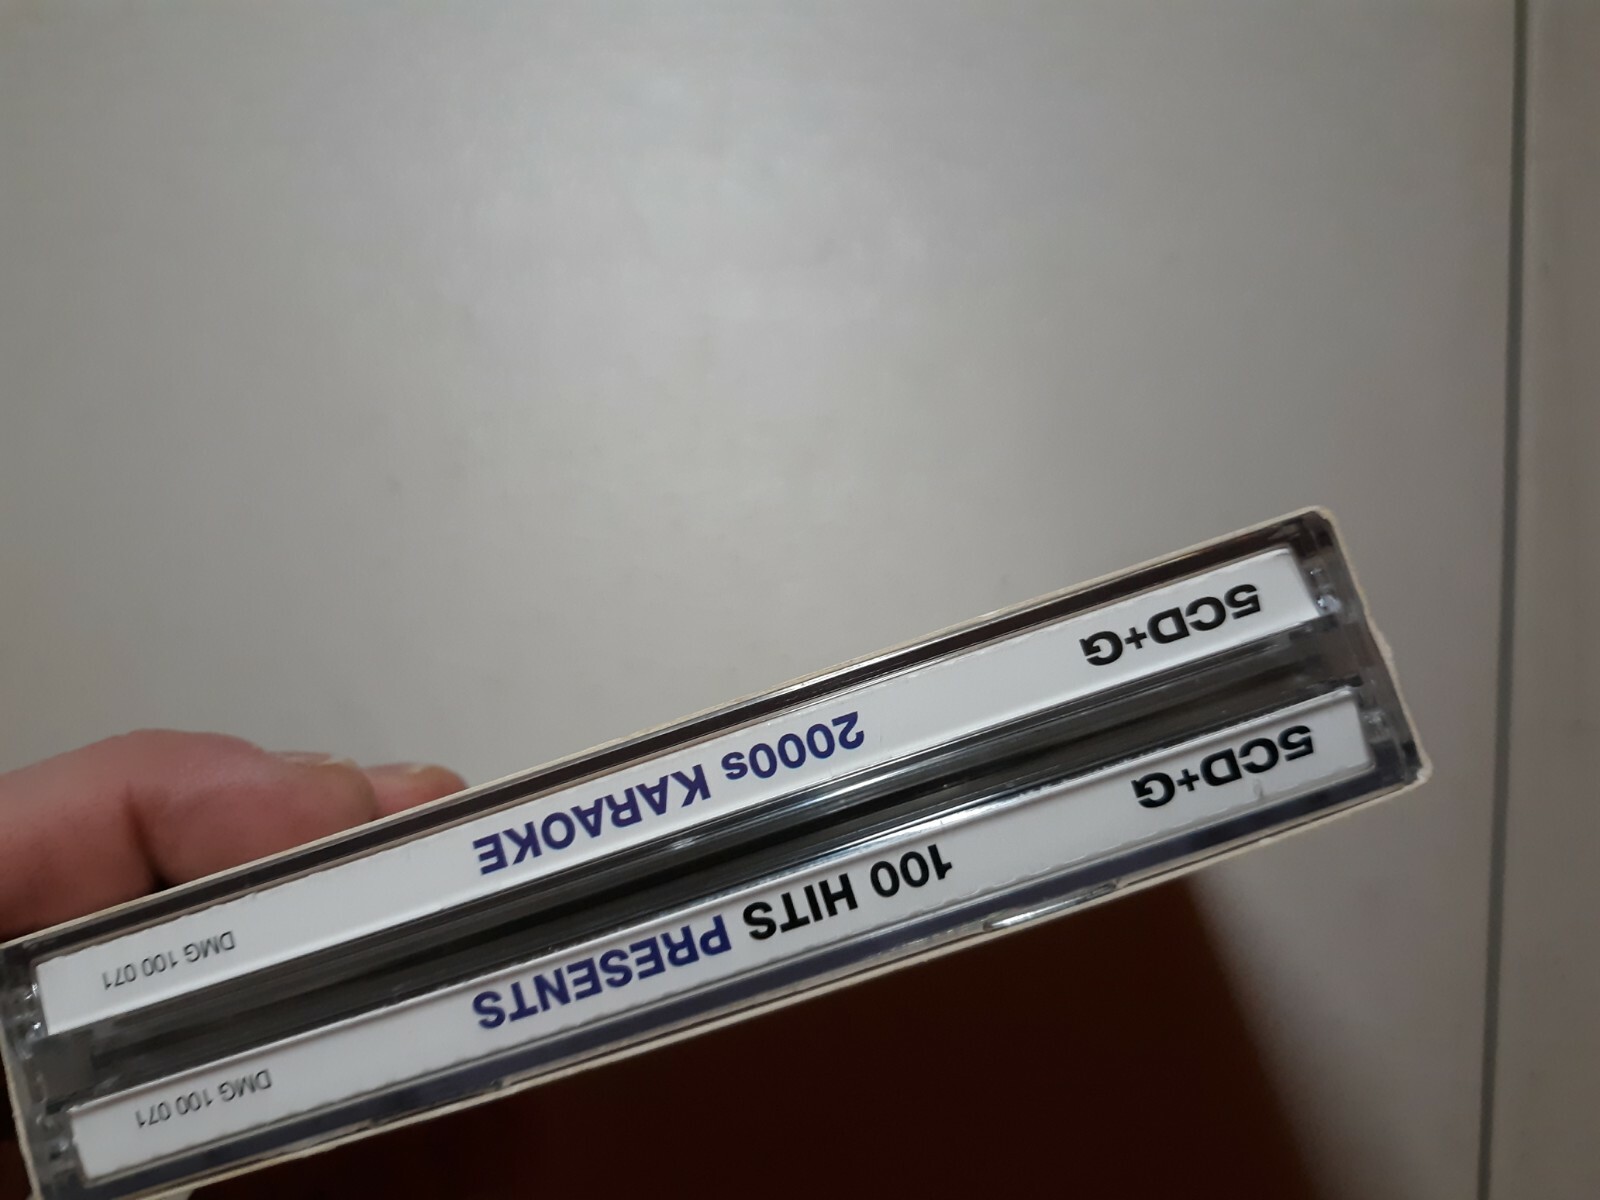 5CD+G 100 HITS PRESENTS DMG 100 071
5CD+G 2000s KARAOKE DMG 100 071